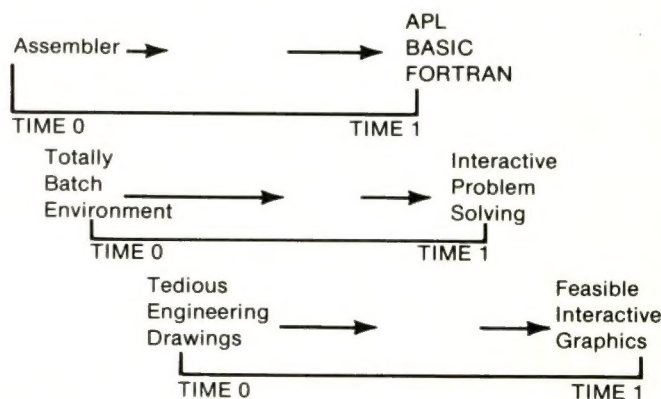 Assembler
APL
BASIC
FORTRAN
TIME 0 TIME 1
Totally
Batch
Environment
Interactive
Problem
Solving
TIME 0 TIME 1
Tedious
Engineering
Drawings
Feasible
Interactive
Graphics
TIME 0 TIME 1